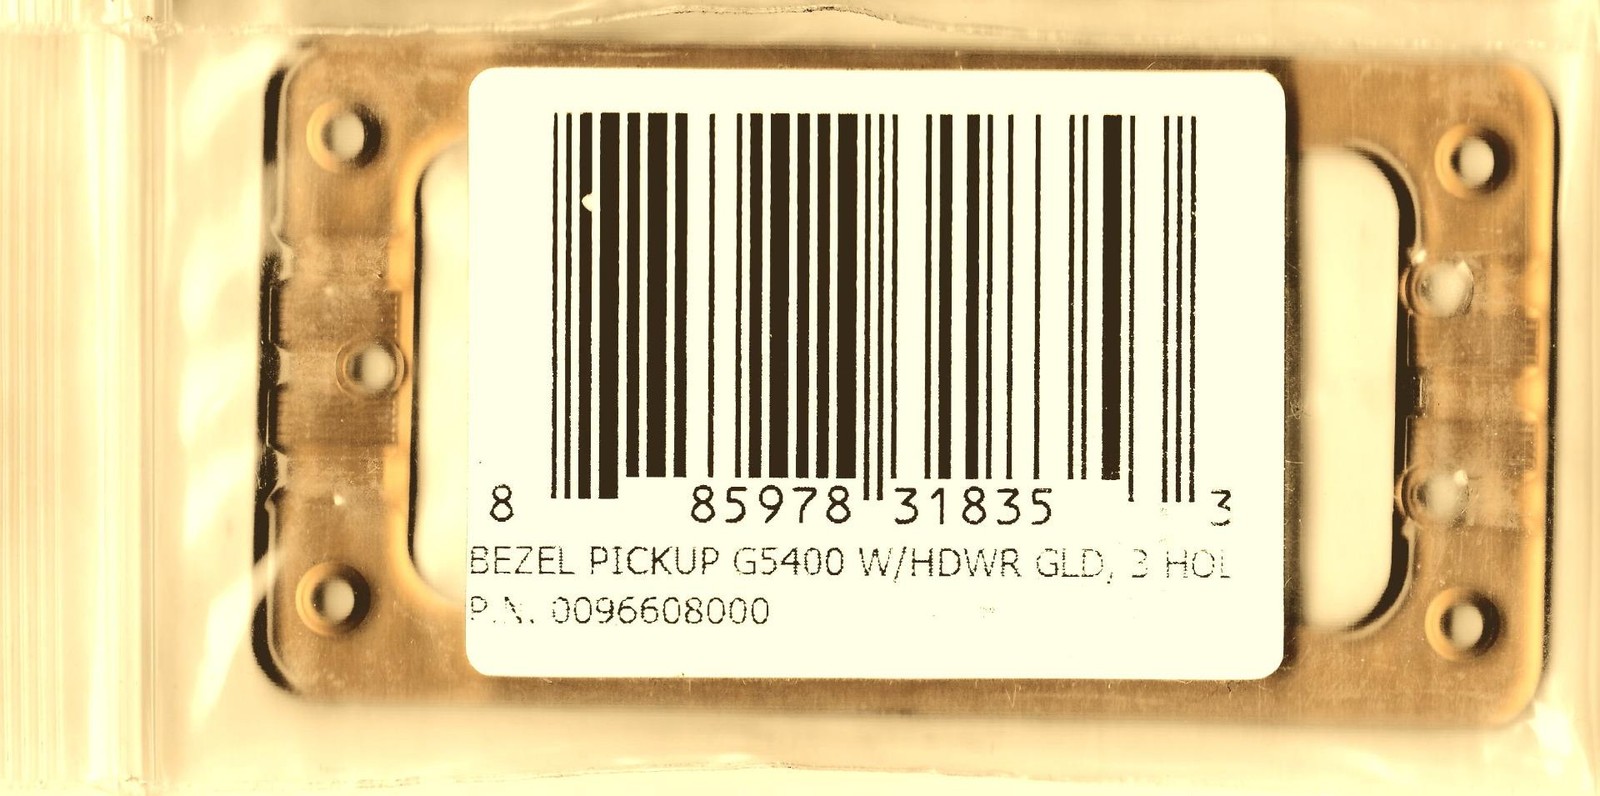 8 85978 31835 3
BEZEL PICKUP G5400 W/HDWR GLD, 3 HOL
P.N. 0096608000